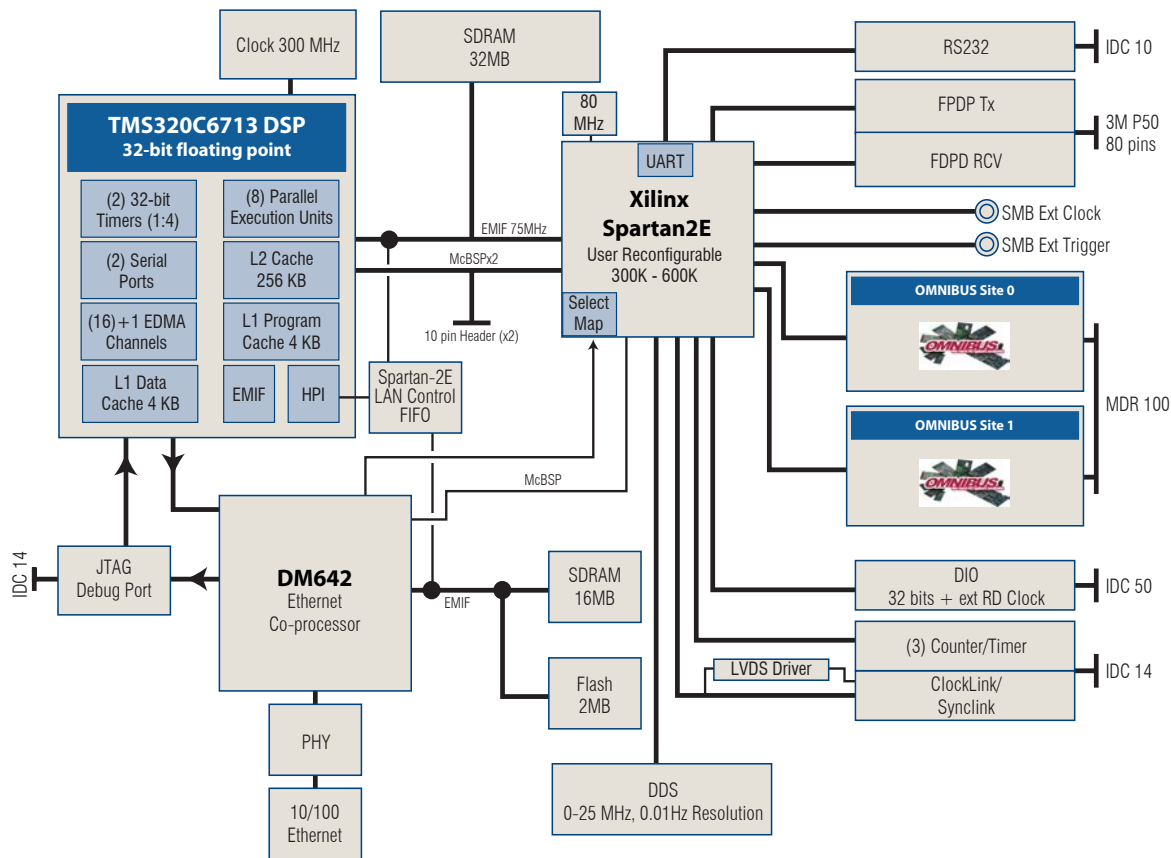 Clock 300 MHz
SDRAM
32MB
RS232
IDC 10
TMS320C6713 DSP
32-bit floating point
80
MHz
FPDP Tx
FDPD RCV
3M P50
80 pins
UART
Xilinx
Spartan2E
User Reconfigurable
300K - 600K
Select
Map
(2) 32-bit
Timers (1:4)
(8) Parallel
Execution Units
(2) Serial
Ports
L2 Cache
256 KB
(16)+1 EDMA
Channels
L1 Program
Cache 4 KB
L1 Data
Cache 4 KB
EMIF
HPI
EMIF 75MHz
McBSPx2
10 pin Header (x2)
Spartan-2E
LAN Control
FIFO
SMB Ext Clock
SMB Ext Trigger
OMNIBUS Site 0
OMNIBUS
OMNIBUS Site 1
OMNIBUS
MDR 100
McBSP
IDC 14
JTAG
Debug Port
DM642
Ethernet
Co-processor
EMIF
SDRAM
16MB
Flash
2MB
PHY
10/100
Ethernet
DIO
32 bits + ext RD Clock
IDC 50
(3) Counter/Timer
LVDS Driver
ClockLink/
Synclink
IDC 14
DDS
0-25 MHz, 0.01Hz Resolution